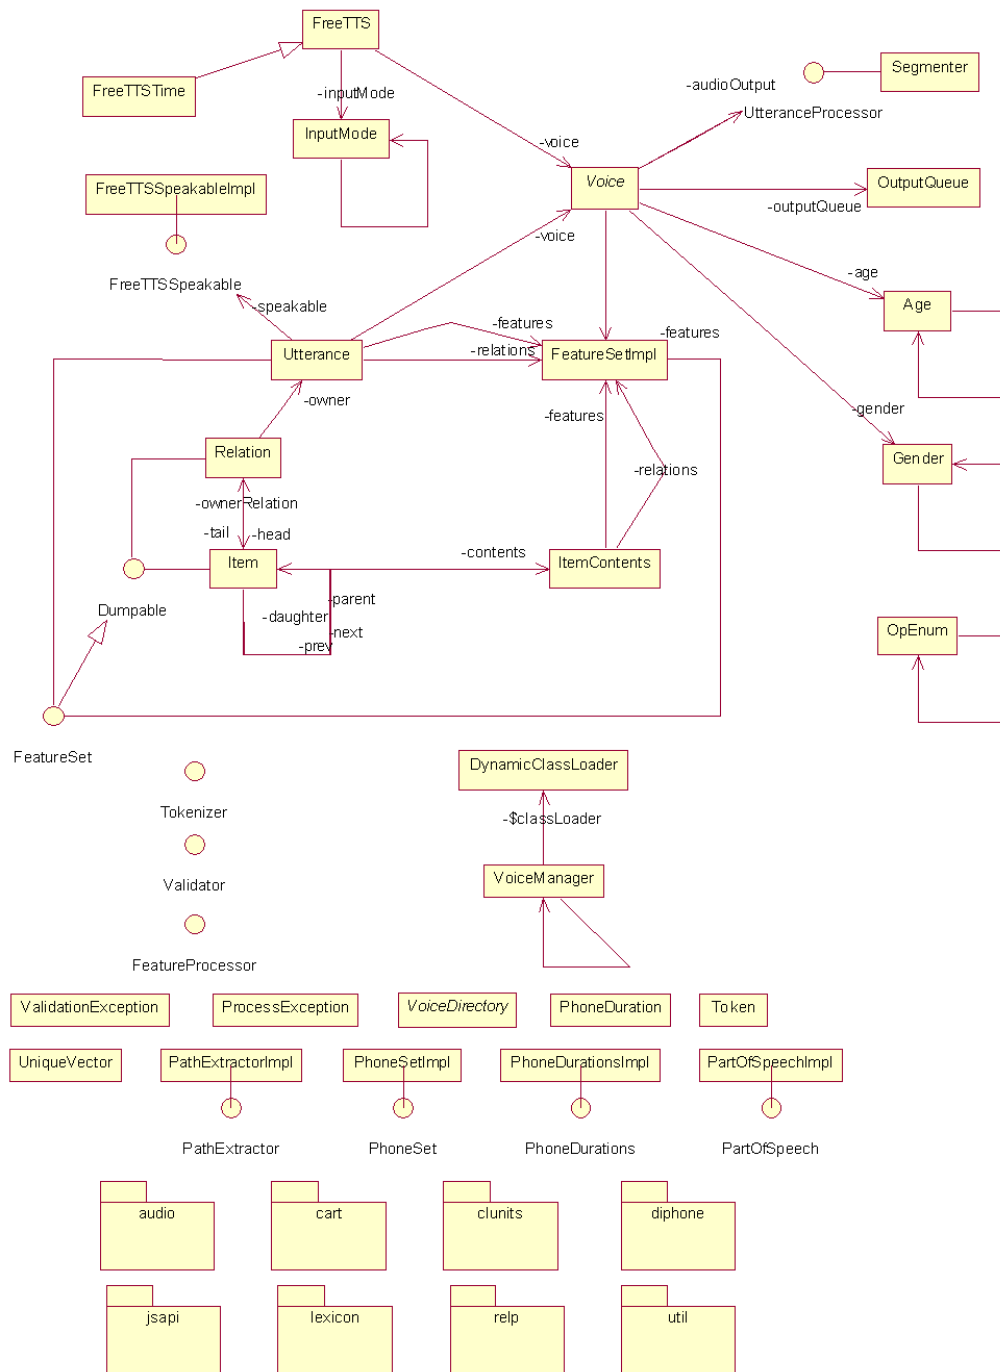 FreeTTS
FreeTTSTime
-inputMode
InputMode
-voice
-audioOutput
UtteranceProcessor
Segmenter
FreeTTSSpeakableImpl
Voice
OutputQueue
-outputQueue
-voice
FreeTTSSpeakable
-speakable
-age
Age
-features
-features
Utterance
-relations
FeatureSetImpl
-owner
-features
-gender
Relation
Gender
-relations
-ownerRelation
-tail
-head
Item
-contents
ItemContents
-parent
Dumpable
-daughter
-next
-prev
OpEnum
FeatureSet
DynamicClassLoader
Tokenizer
-$classLoader
Validator
VoiceManager
FeatureProcessor
ValidationException
ProcessException
VoiceDirectory
PhoneDuration
Token
UniqueVector
PathExtractorImpl
PhoneSetImpl
PhoneDurationsImpl
PartOfSpeechImpl
PathExtractor
PhoneSet
PhoneDurations
PartOfSpeech
audio
cart
clunits
diphone
jsapi
lexicon
relp
util